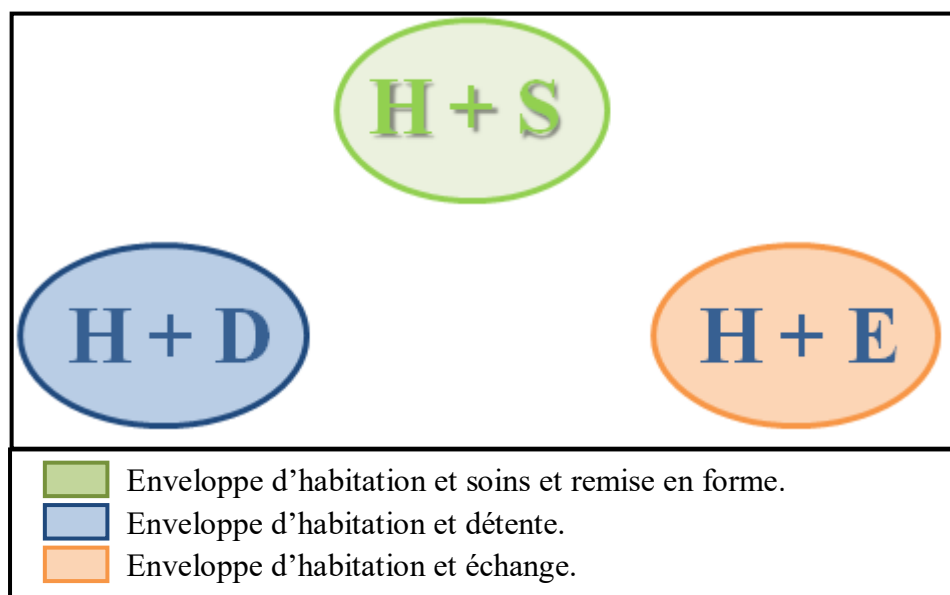 H + S
H + D
H + E
Enveloppe d’habitation et soins et remise en forme.
Enveloppe d’habitation et détente.
Enveloppe d’habitation et échange.